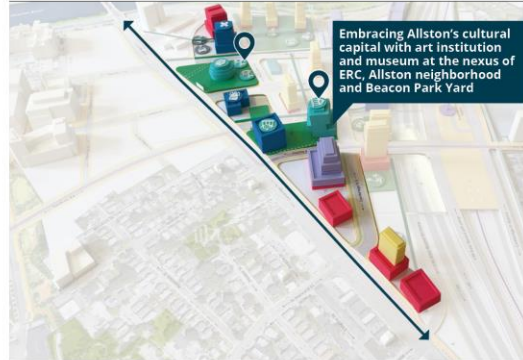 Embracing Allston's cultural
capital with art institution
and museum at the nexus of
ERC, Allston neighborhood
and Beacon Park Yard